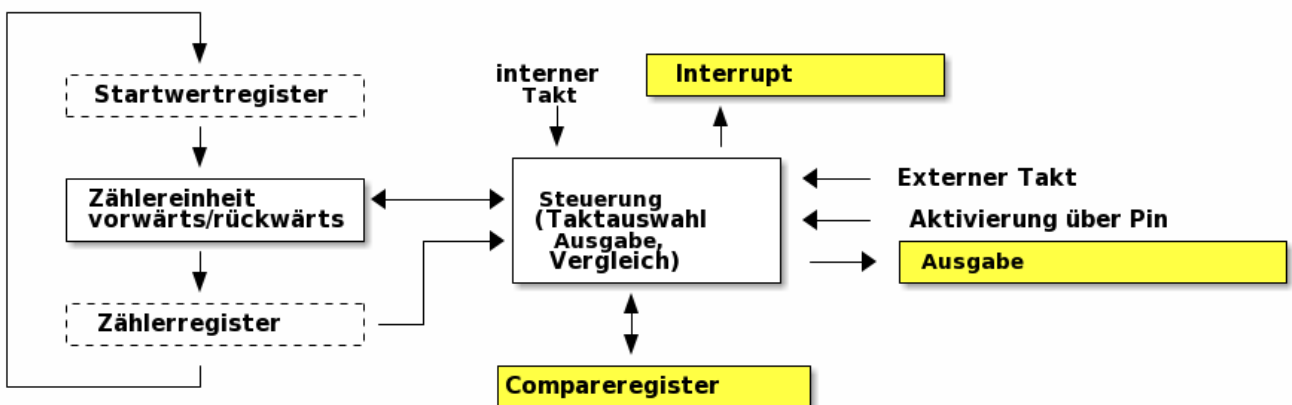 Startwertregister
Zählereinheit
vorwärts/rückwärts
Zählerregister
interner
Takt
Interrupt
Steuerung
(Taktauswahl
Ausgabe,
Vergleich)
Externer Takt
Aktivierung über Pin
Ausgabe
Compareregister